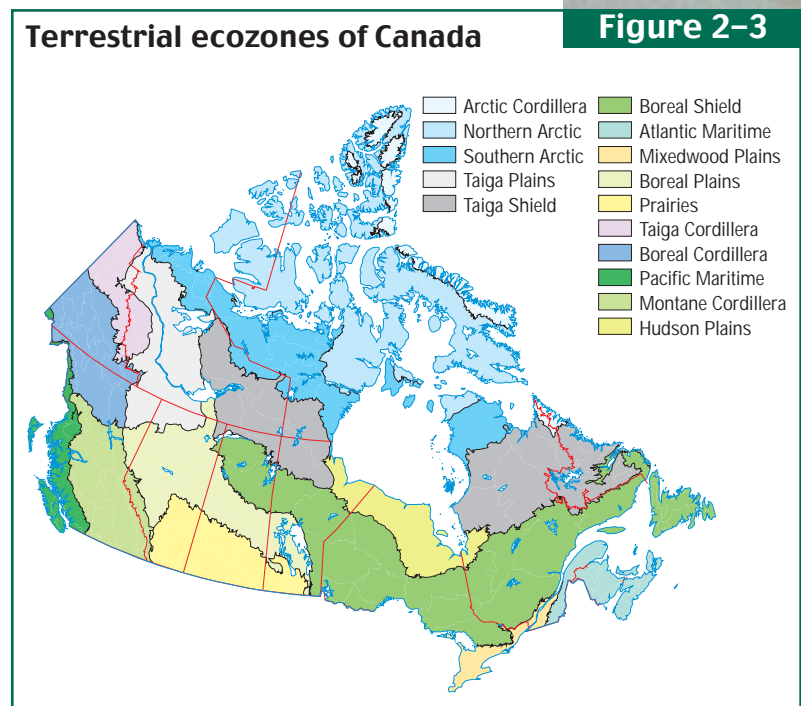 Terrestrial ecozones of Canada
Figure 2–3
Arctic Cordillera
Northern Arctic
Southern Arctic
Taiga Plains
Taiga Shield
Boreal Shield
Atlantic Maritime
Mixedwood Plains
Boreal Plains
Prairies
Taiga Cordillera
Boreal Cordillera
Pacific Maritime
Montane Cordillera
Hudson Plains